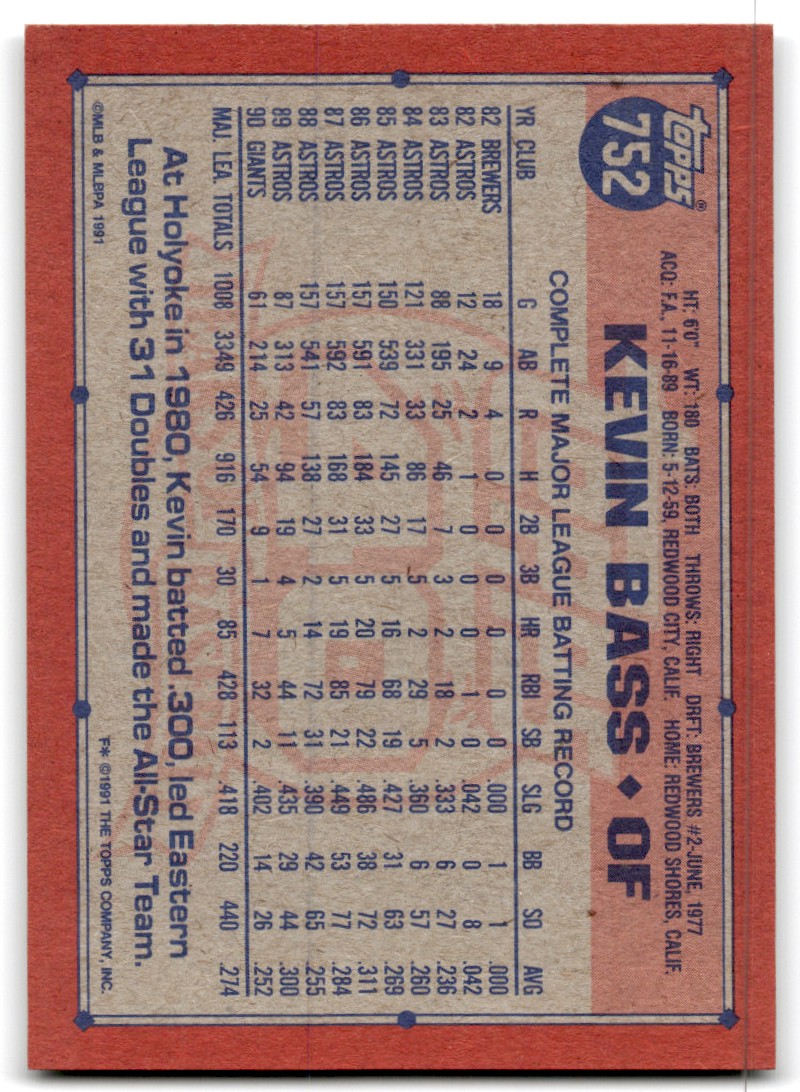 topps®
752
HT: 6'0" WT: 180 BATS: BOTH THROWS: RIGHT DRFT: BREWERS #2-JUNE, 1977
ACQ: F.A., 11-16-89 BORN: 5-12-59, REDWOOD CITY, CALIF. HOME: REDWOOD SHORES, CALIF.
KEVIN BASS ♦ OF
COMPLETE MAJOR LEAGUE BATTING RECORD
YR CLUB G AB R H 2B 3B HR RBI SB SLG BB SO AVG
82 BREWERS 18 9 4 0 0 0 0 0 0 .000 1 1 .000
82 ASTROS 12 24 2 1 0 0 0 1 0 .042 0 8 .042
83 ASTROS 88 195 25 46 7 3 2 18 2 .333 6 27 .236
84 ASTROS 121 331 33 86 17 5 2 29 5 .360 6 57 .260
85 ASTROS 150 539 72 145 27 5 16 68 19 .427 31 63 .269
86 ASTROS 157 591 83 184 33 5 20 79 22 .486 38 72 .311
87 ASTROS 157 592 83 168 31 5 19 85 21 .449 53 77 .284
88 ASTROS 157 541 57 138 27 2 14 72 31 .390 42 65 .255
89 ASTROS 87 313 42 94 19 4 5 44 11 .435 29 44 .300
90 GIANTS 61 214 25 54 9 1 7 32 2 .402 14 26 .252
MAJ. LEA. TOTALS 1008 3349 426 916 170 30 85 428 113 .418 220 440 .274
At Holyoke in 1980, Kevin batted .300, led Eastern
League with 31 Doubles and made the All-Star Team.
©MLB & MLBPA 1991 F* ©1991 THE TOPPS COMPANY, INC.